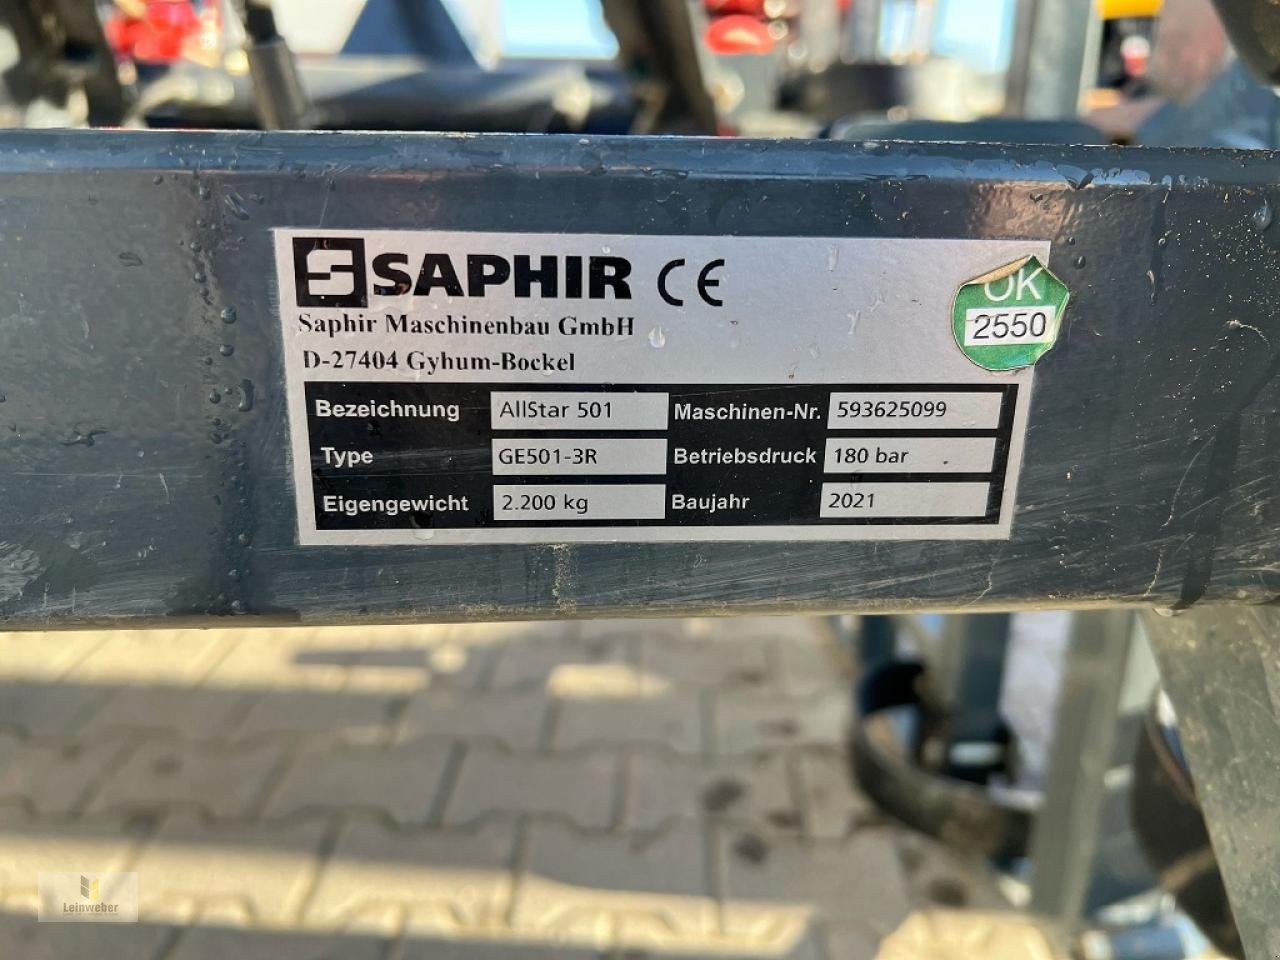 SAPHIR CE
Saphir Maschinenbau GmbH
D-27404 Gyhum-Bockel
OK
2550
Bezeichnung AllStar 501 Maschinen-Nr. 593625099
Type GE501-3R Betriebsdruck 180 bar
Eigengewicht 2.200 kg Baujahr 2021
Leinweber